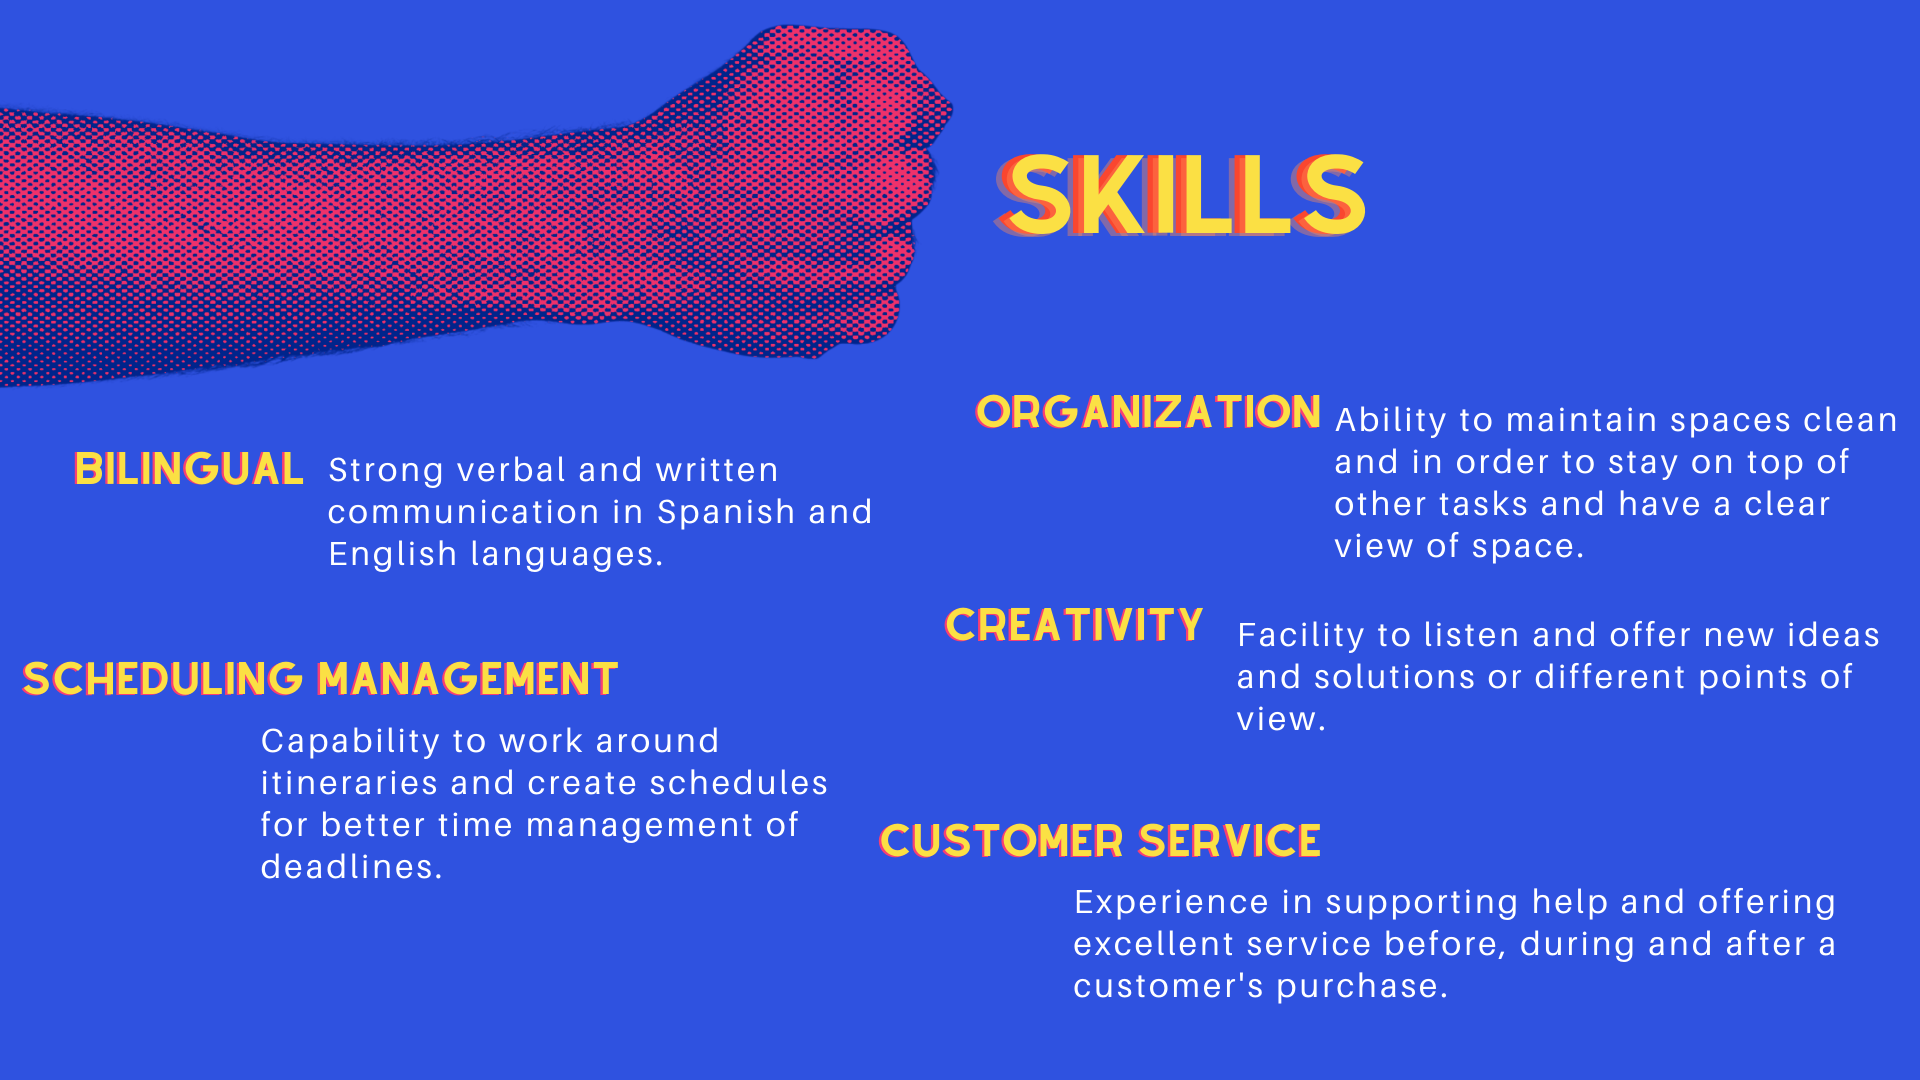 SKILLS
BILINGUAL
Strong verbal and written
communication in Spanish and
English languages.
SCHEDULING MANAGEMENT
Capability to work around
itineraries and create schedules
for better time management of
deadlines.
ORGANIZATION
Ability to maintain spaces clean
and in order to stay on top of
other tasks and have a clear
view of space.
CREATIVITY
Facility to listen and offer new ideas
and solutions or different points of
view.
CUSTOMER SERVICE
Experience in supporting help and offering
excellent service before, during and after a
customer's purchase.